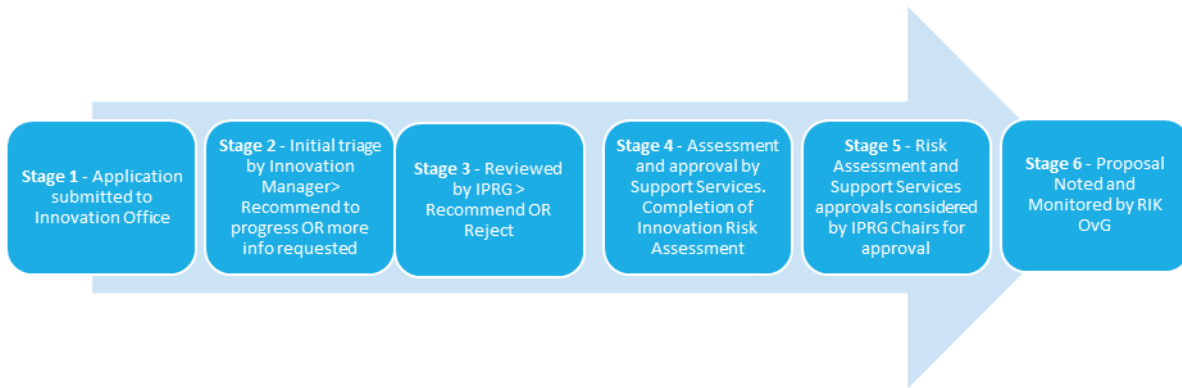 Stage 1 - Application
submitted to
Innovation Office
Stage 2 - Initial triage
by Innovation
Manager>
Recommend to
progress OR more
info requested
Stage 3 - Reviewed
by IPRG >
Recommend OR
Reject
Stage 4 - Assessment
and approval by
Support Services.
Completion of
Innovation Risk
Assessment
Stage 5 - Risk
Assessment and
Support Services
approvals considered
by IPRG Chairs for
approval
Stage 6 - Proposal
Noted and
Monitored by RIK
OvG